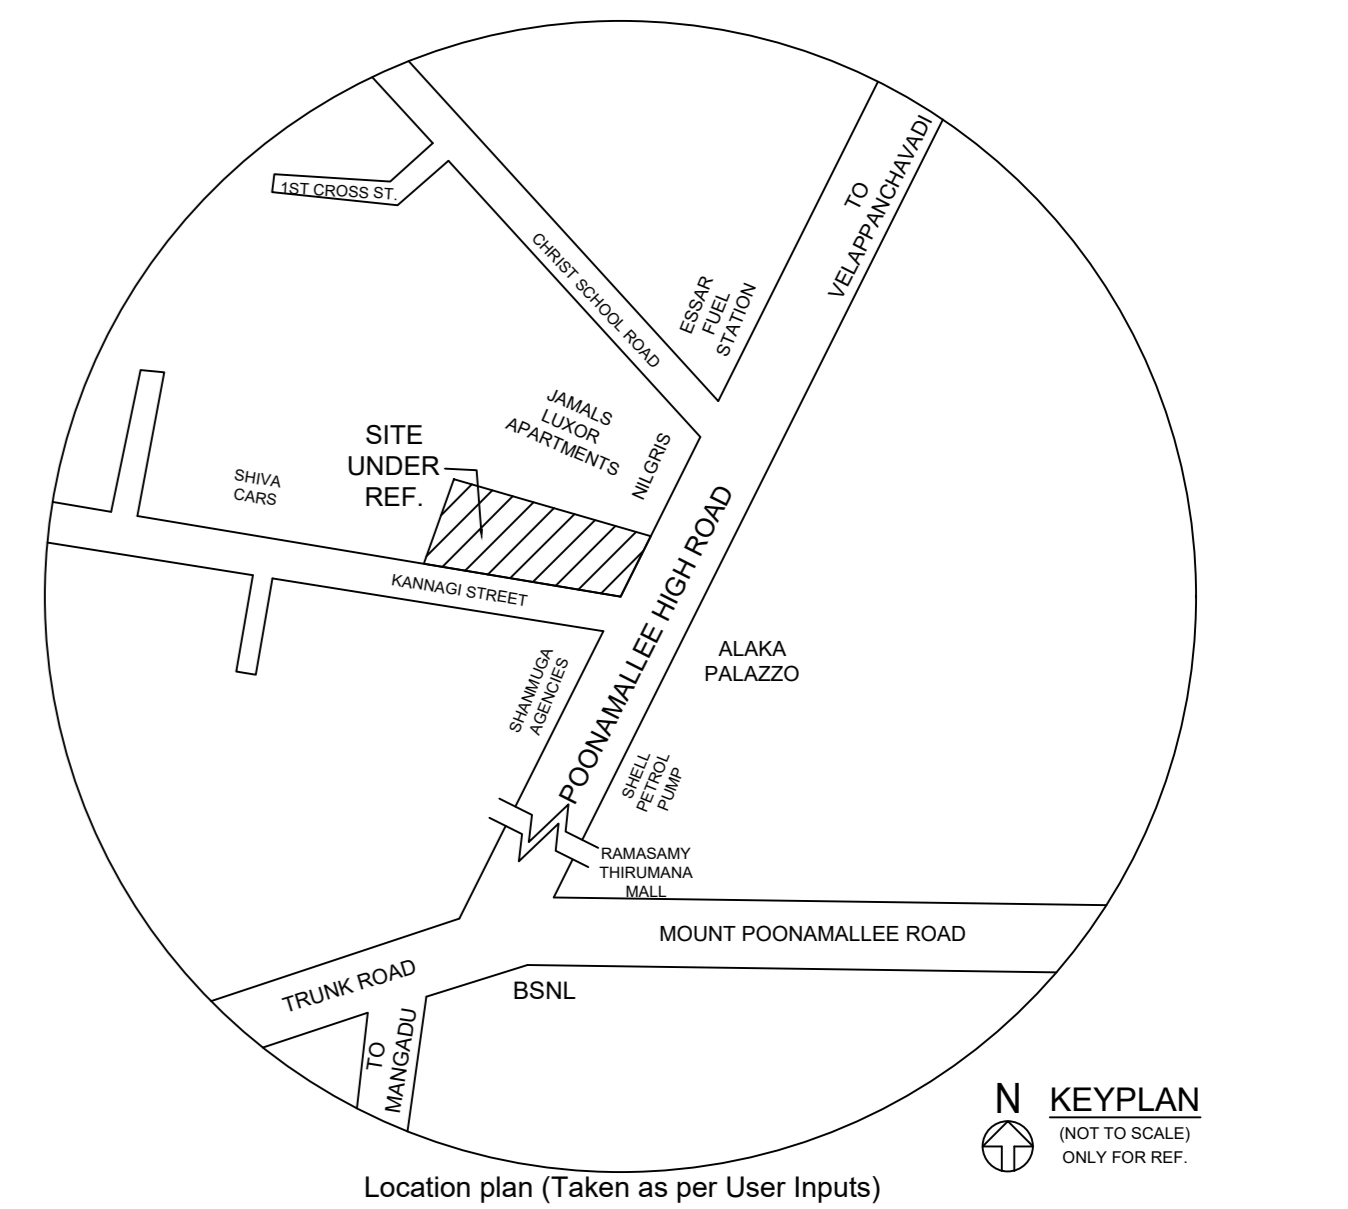 TO
VELAPPANCHAVADI
1ST CROSS ST.
CHRIST SCHOOL ROAD
ESSAR
FUEL
STATION
JAMALS
LUXOR
APARTMENTS
NILGRIS
SITE
UNDER
REF.
SHIVA
CARS
KANNAGI STREET
POONAMALLEE HIGH ROAD
ALAKA
PALAZZO
SHANMUGA
AGENCIES
SHELL
PETROL
PUMP
RAMASAMY
THIRUMANA
MALL
MOUNT POONAMALLEE ROAD
TRUNK ROAD
BSNL
TO
MANGADU
N
KEYPLAN
(NOT TO SCALE)
ONLY FOR REF.
Location plan (Taken as per User Inputs)